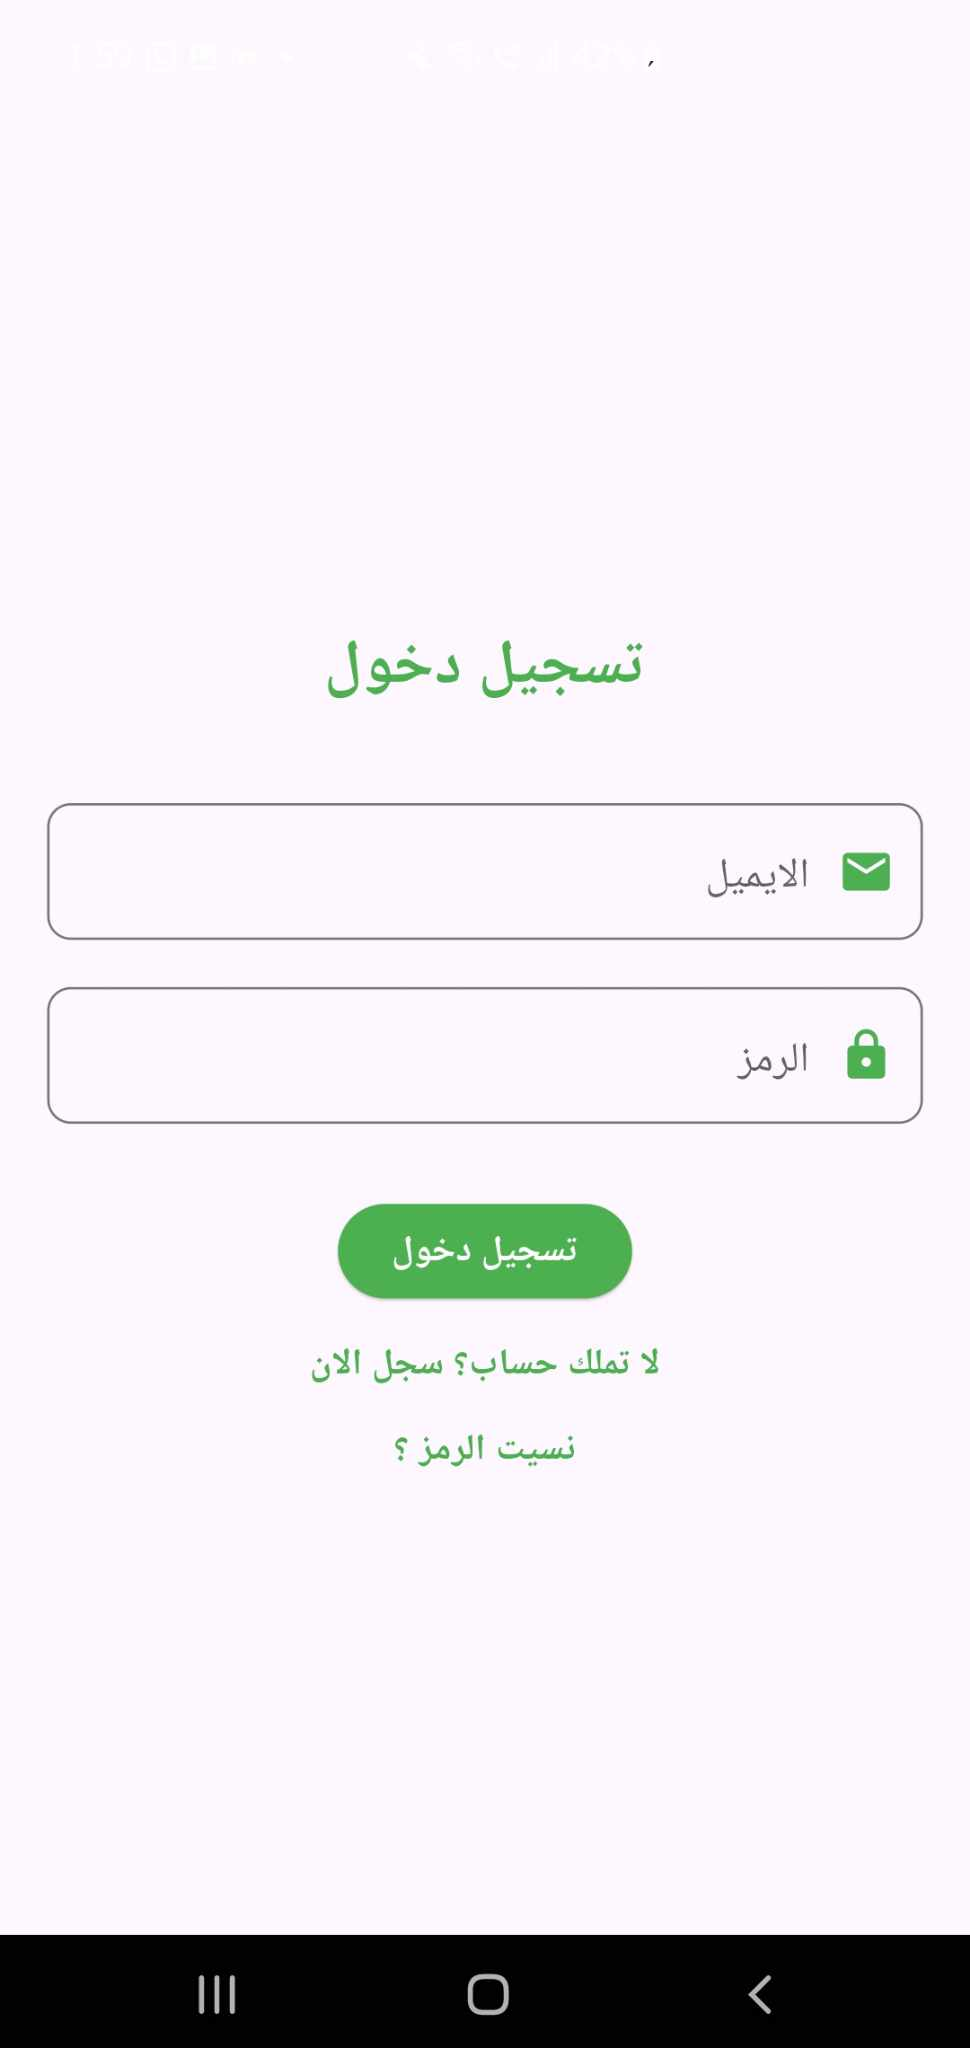 تسجيل دخول
الايميل
الرمز
تسجيل دخول
لا تملك حساب؟ سجل الان
نسيت الرمز ؟